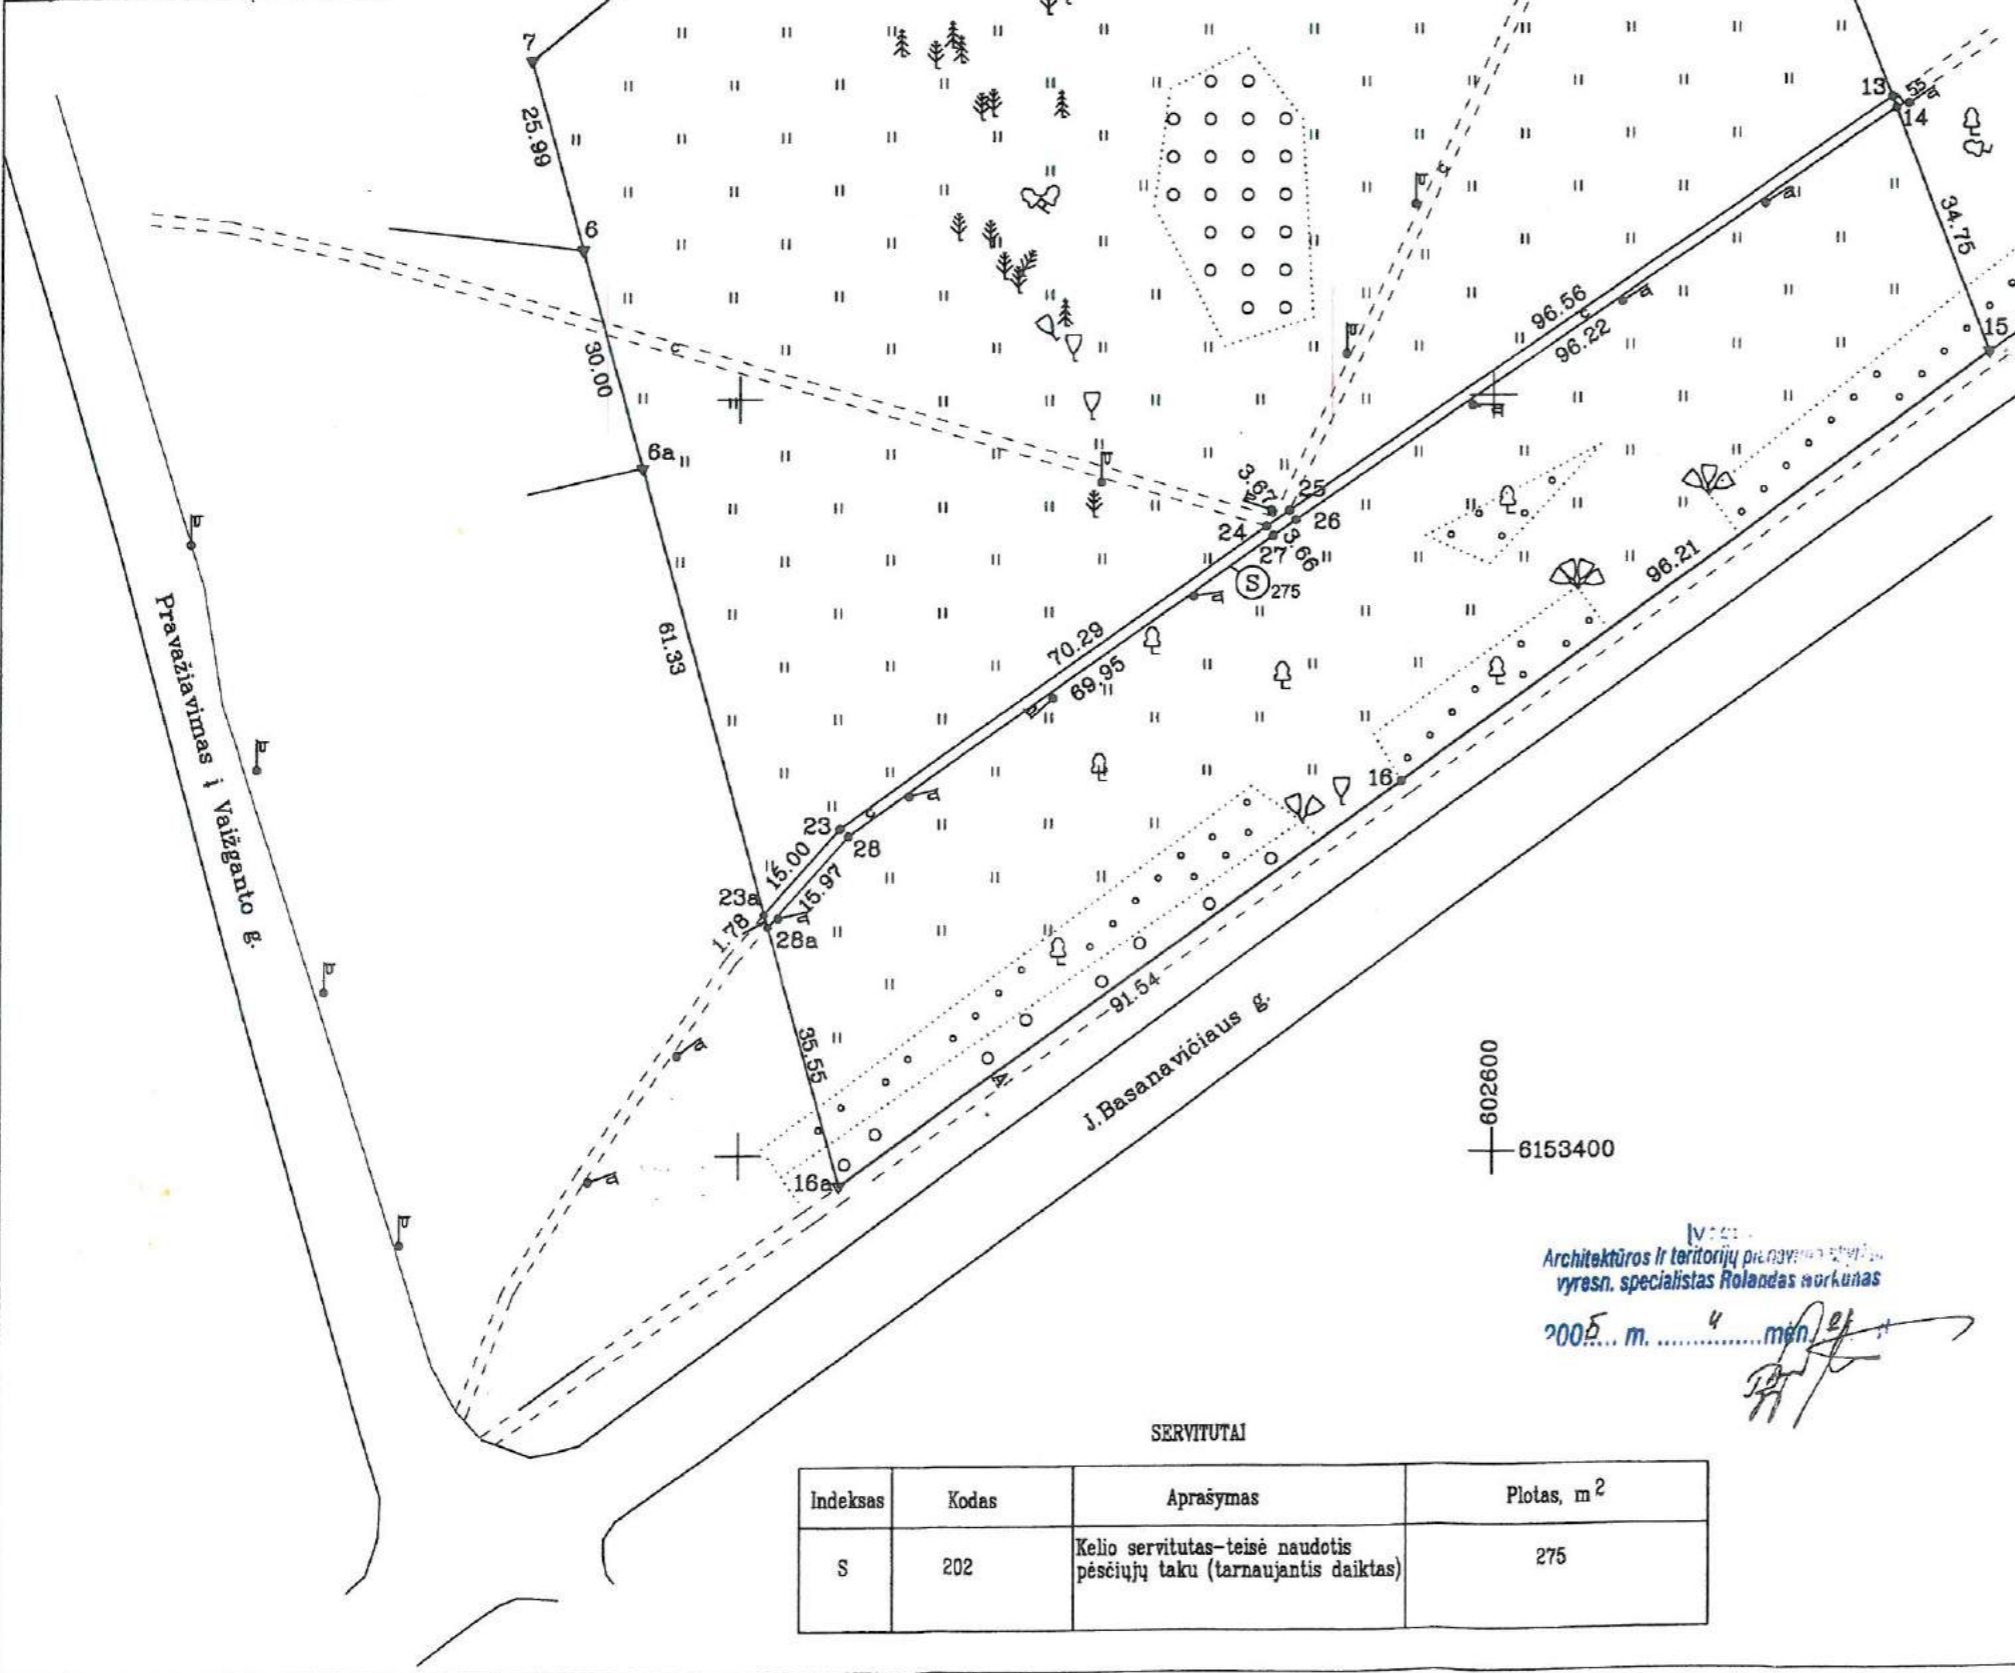 7
25.99
6
30.00
6a
61.33
13
55
14
34.75
15
96.56
96.22
3.67
25
24
26
27
3.66
S 275
96.21
70.29
69.95
16
23
28
15.00
15.97
23a
1.78
28a
35.55
91.54
16a
Pravažiavimas į Vaižganto g.
J.Basanavičiaus g.
602600
6153400
Architektūros ir teritorijų
vyresn. specialistas Rolandas
2005 m. 4 mėn.
SERVITUTAI
Indeksas Kodas Aprašymas Plotas, m²
S 202 Kelio servitutas–teisė naudotis 275
pėsčiųjų taku (tarnaujantis daiktas)